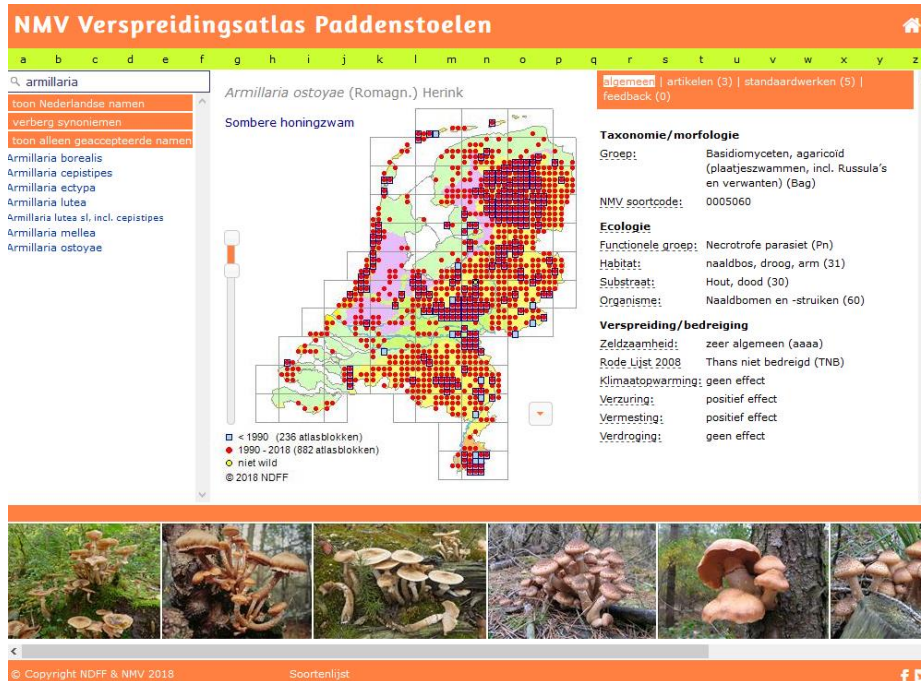 NMV Verspreidingsatlas Paddenstoelen
a b c d e f g h i j k l m n o p q r s t u v w x y z
armillaria
toon Nederlandse namen
verberg synoniemen
toon alleen geaccepteerde namen
Armillaria borealis
Armillaria cepistipes
Armillaria ectypa
Armillaria lutea
Armillaria lutea sl, incl. cepistipes
Armillaria mellea
Armillaria ostoyae
Armillaria ostoyae (Romagn.) Herink
Sombere honingzwam
< 1990 (236 atlasblokken)
1990 - 2018 (882 atlasblokken)
niet wild
© 2018 NDFF
algemeen | artikelen (3) | standaardwerken (5) |
feedback (0)
Taxonomie/morfologie
Groep: Basidiomyceten, agaricoïd
(plaatjeszwammen, incl. Russula's
en verwanten) (Bag)
NMV soortcode: 0005060
Ecologie
Functionele groep: Necrotrofe parasiet (Pn)
Habitat: naaldbos, droog, arm (31)
Substraat: Hout, dood (30)
Organisme: Naaldbomen en -struiken (60)
Verspreiding/bedreiging
Zeldzaamheid: zeer algemeen (aaaa)
Rode Lijst 2008 Thans niet bedreigd (TNB)
Klimaatopwarming: geen effect
Verzuring: positief effect
Vermesting: positief effect
Verdroging: geen effect
© Copyright NDFF & NMV 2018 Soortenlijst